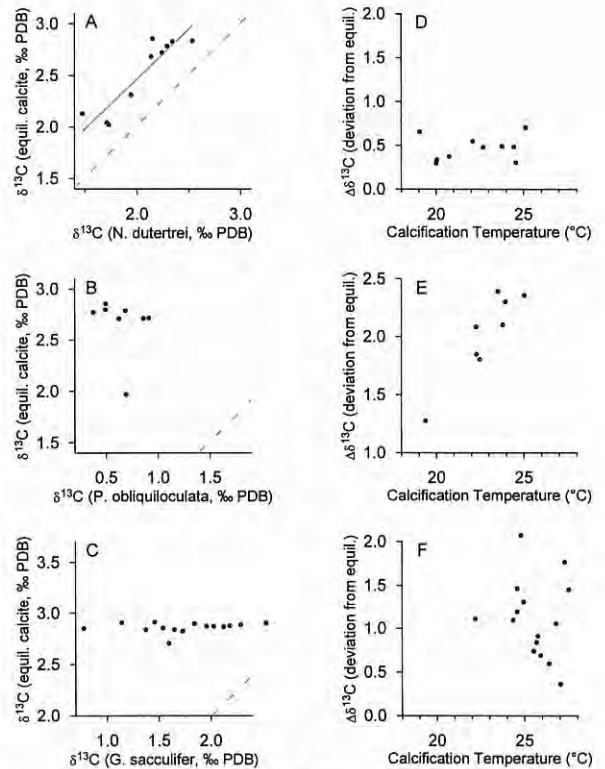 A
δ¹³C (equil. calcite, ‰ PDB)
3.0
2.5
2.0
1.5
2.0
3.0
δ¹³C (N. dutertrei, ‰ PDB)
D
Δδ¹³C (deviation from equil.)
2.0
1.5
1.0
0.5
0.0
20
25
Calcification Temperature (°C)
B
δ¹³C (equil. calcite, ‰ PDB)
3.0
2.5
2.0
1.5
0.5
1.0
1.5
δ¹³C (P. obliquiloculata, ‰ PDB)
E
Δδ¹³C (deviation from equil.)
2.5
2.0
1.5
1.0
20
25
Calcification Temperature (°C)
C
δ¹³C (equil. calcite, ‰ PDB)
3.5
3.0
2.5
2.0
1.0
1.5
2.0
δ¹³C (G. sacculifer, ‰ PDB)
F
Δδ¹³C (deviation from equil.)
2.0
1.5
1.0
0.5
0.0
20
25
Calcification Temperature (°C)